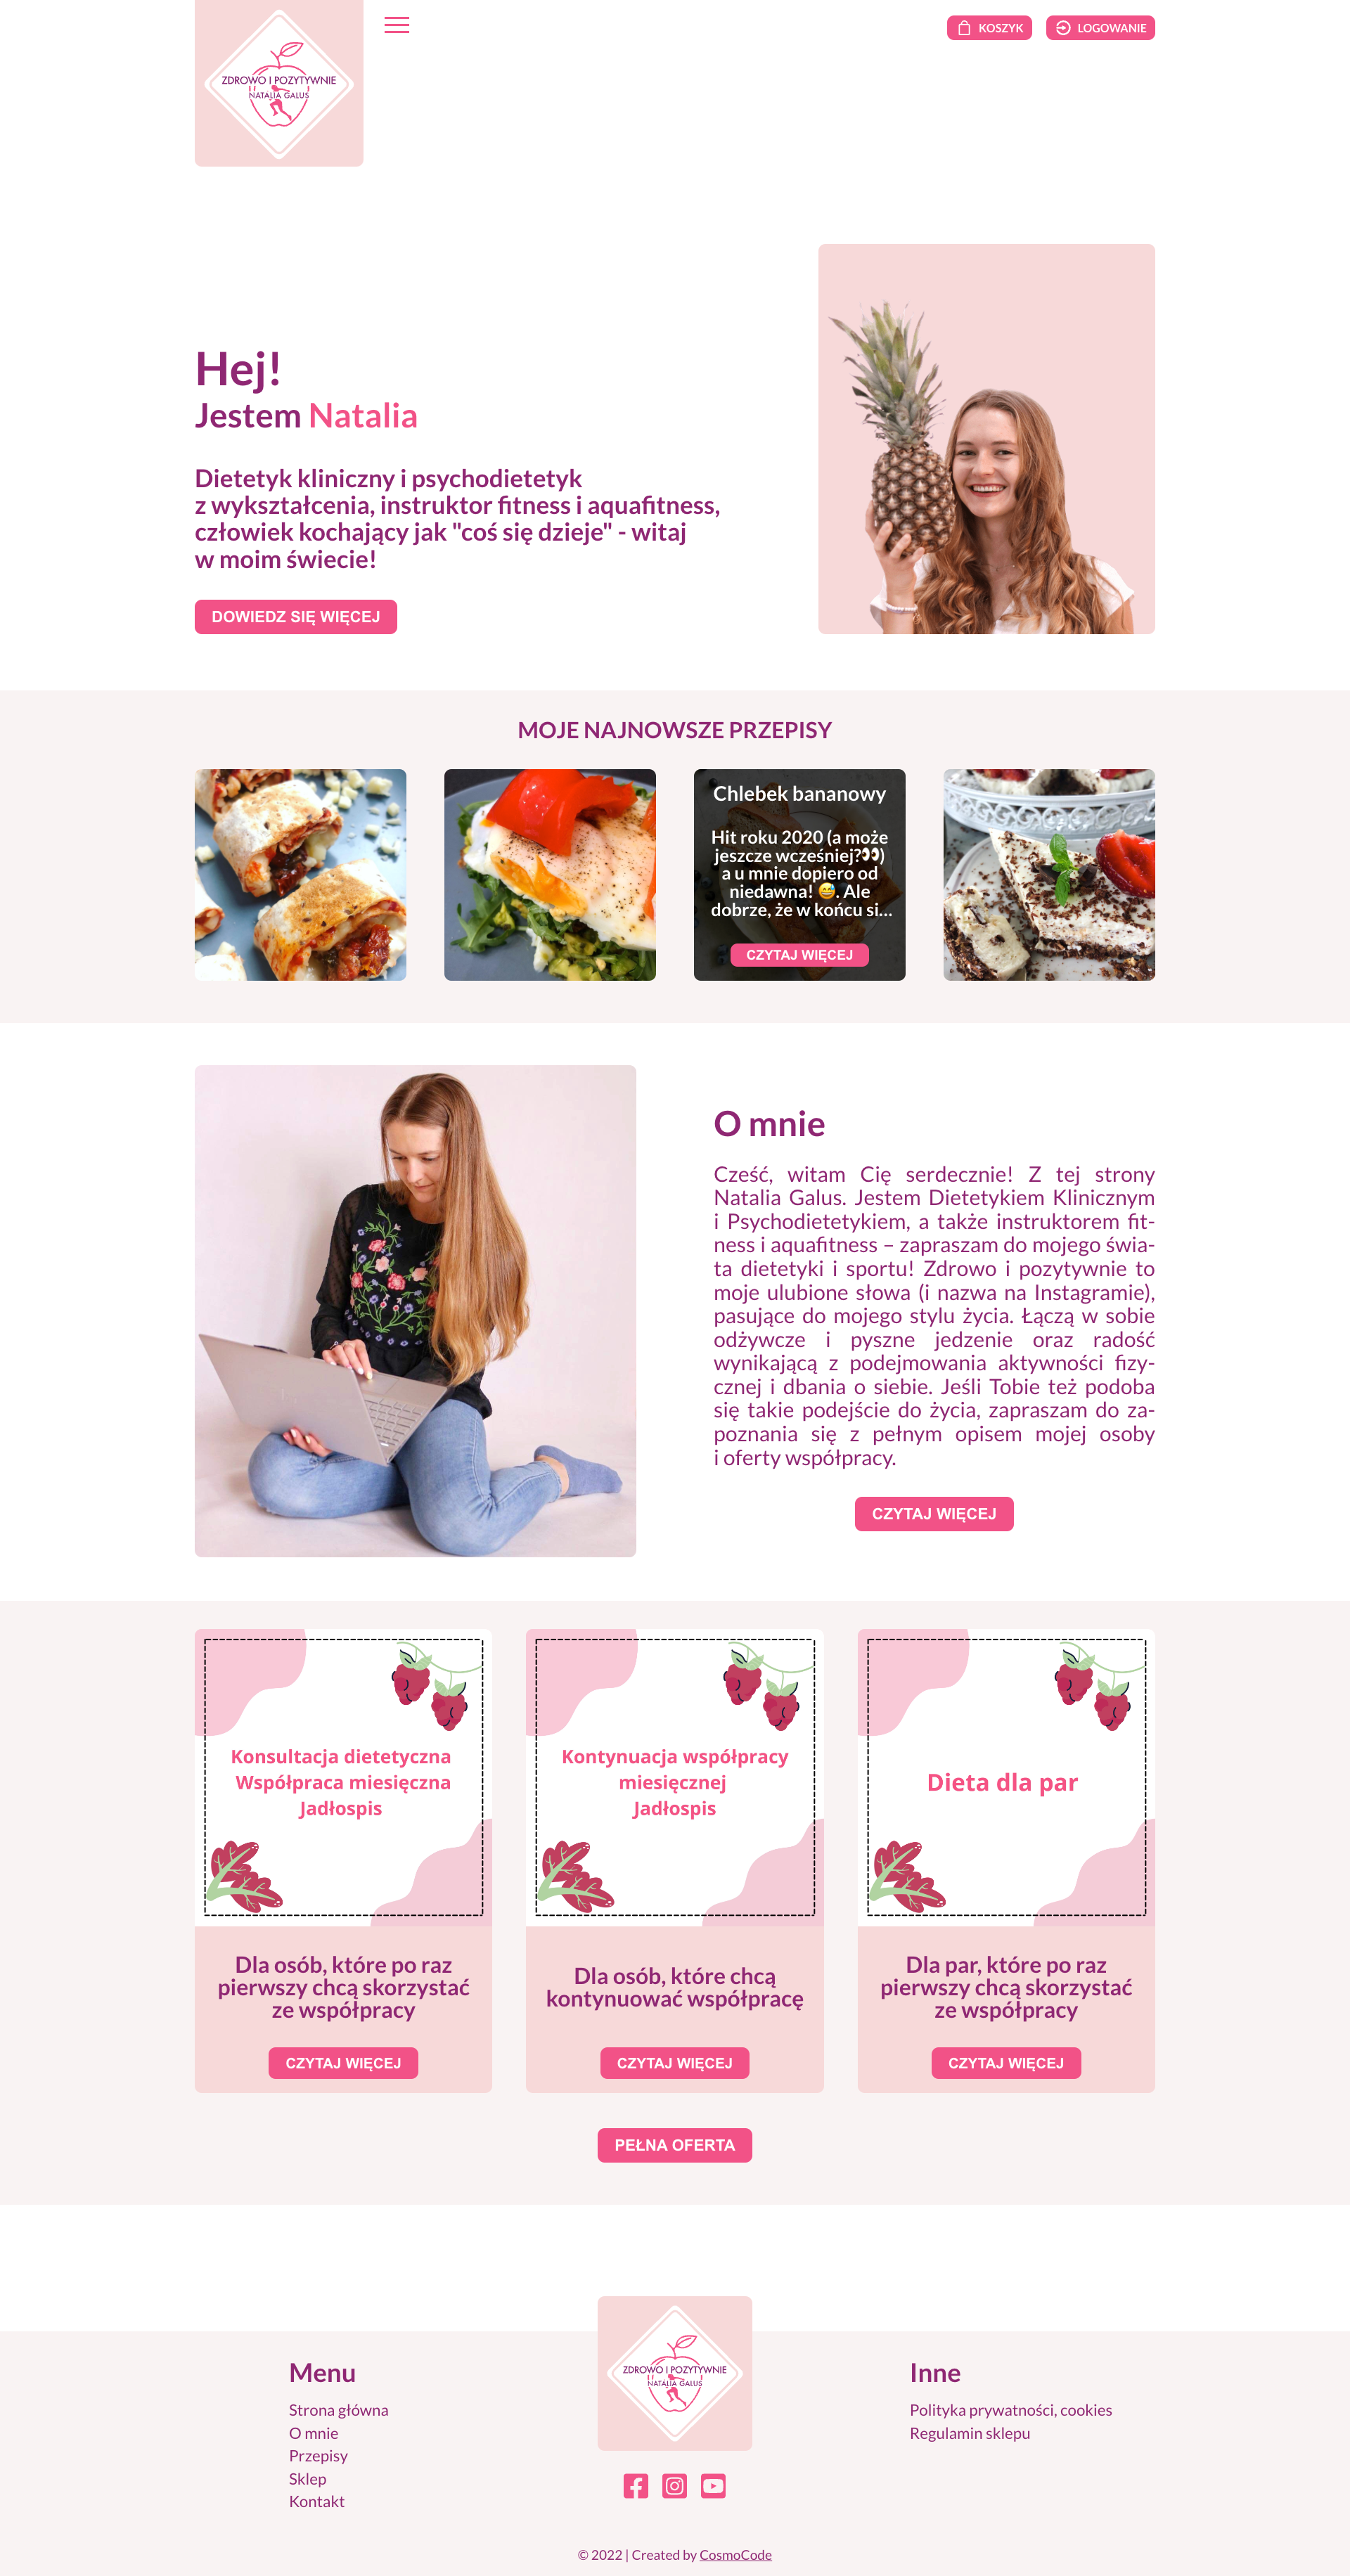 ZDROWO I POZYTYWNIE
NATALIA GALUS
KOSZYK
LOGOWANIE
Hej!
Jestem Natalia
Dietetyk kliniczny i psychodietetyk
z wykształcenia, instruktor fitness i aquafitness,
człowiek kochający jak "coś się dzieje" - witaj
w moim świecie!
DOWIEDZ SIĘ WIĘCEJ
MOJE NAJNOWSZE PRZEPISY
Chlebek bananowy
Hit roku 2020 (a może
jeszcze wcześniej?👀)
a u mnie dopiero od
niedawna! 😅. Ale
dobrze, że w końcu si...
CZYTAJ WIĘCEJ
O mnie
Cześć, witam Cię serdecznie! Z tej strony
Natalia Galus. Jestem Dietetykiem Klinicznym
i Psychodietetykiem, a także instruktorem fit-
ness i aquafitness – zapraszam do mojego świa-
ta dietetyki i sportu! Zdrowo i pozytywnie to
moje ulubione słowa (i nazwa na Instagramie),
pasujące do mojego stylu życia. Łączą w sobie
odżywcze i pyszne jedzenie oraz radość
wynikającą z podejmowania aktywności fizy-
cznej i dbania o siebie. Jeśli Tobie też podoba
się takie podejście do życia, zapraszam do za-
poznania się z pełnym opisem mojej osoby
i oferty współpracy.
CZYTAJ WIĘCEJ
Konsultacja dietetyczna
Współpraca miesięczna
Jadłospis
Dla osób, które po raz
pierwszy chcą skorzystać
ze współpracy
CZYTAJ WIĘCEJ
Kontynuacja współpracy
miesięcznej
Jadłospis
Dla osób, które chcą
kontynuować współpracę
CZYTAJ WIĘCEJ
Dieta dla par
Dla par, które po raz
pierwszy chcą skorzystać
ze współpracy
CZYTAJ WIĘCEJ
PEŁNA OFERTA
Menu
Strona główna
O mnie
Przepisy
Sklep
Kontakt
ZDROWO I POZYTYWNIE
NATALIA GALUS
Inne
Polityka prywatności, cookies
Regulamin sklepu
© 2022 | Created by CosmoCode